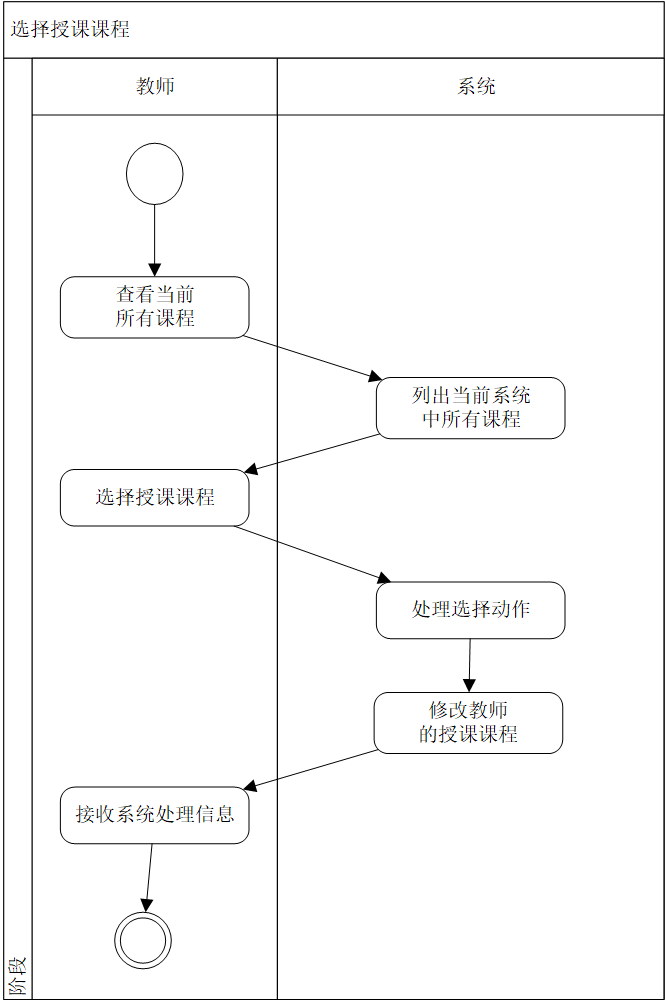 选择授课课程
教师
系统
查看当前
所有课程
列出当前系统
中所有课程
选择授课课程
处理选择动作
修改教师
的授课课程
接收系统处理信息
阶段